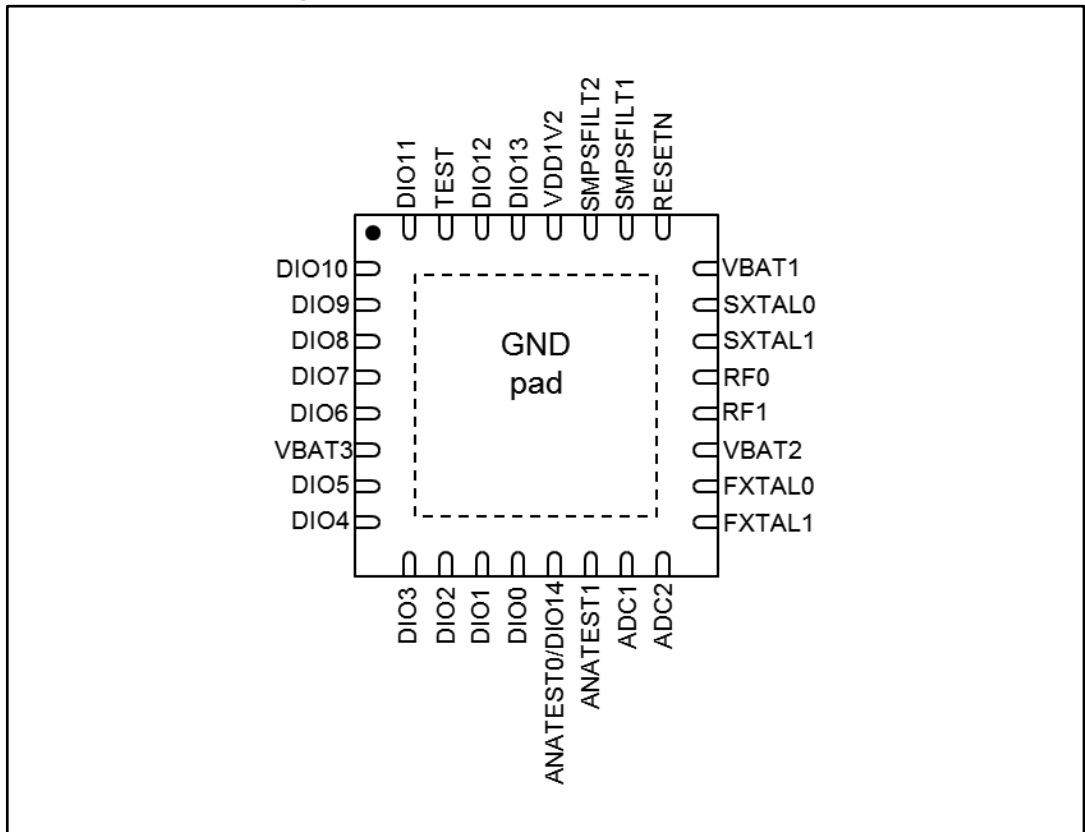 DIO11
TEST
DIO12
DIO13
VDD1V2
SMPSFILT2
SMPSFILT1
RESETN
DIO10
DIO9
DIO8
DIO7
DIO6
VBAT3
DIO5
DIO4
GND
pad
VBAT1
SXTAL0
SXTAL1
RF0
RF1
VBAT2
FXTAL0
FXTAL1
DIO3
DIO2
DIO1
DIO0
ANATEST0/DIO14
ANATEST1
ADC1
ADC2